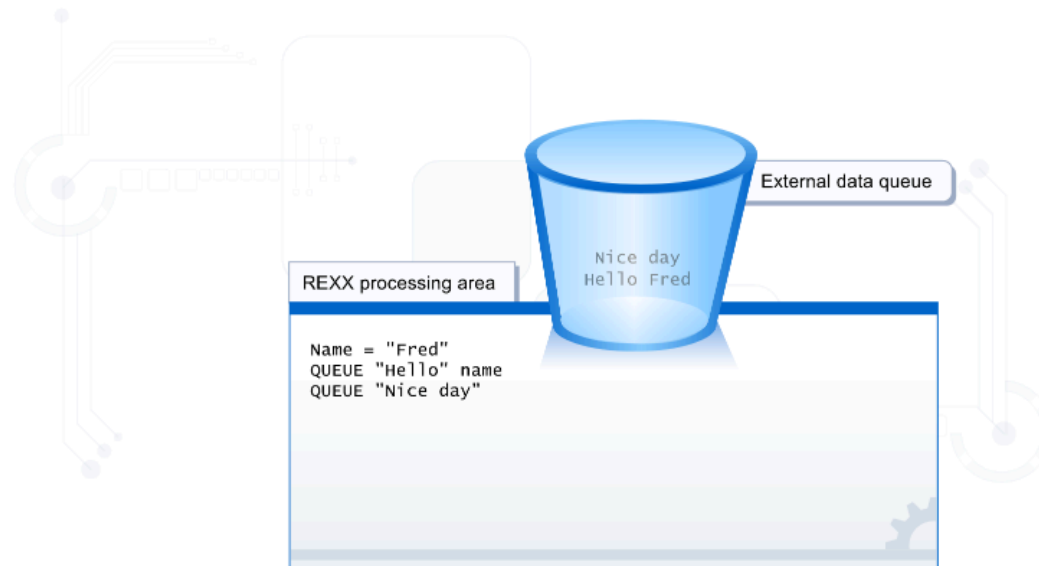 External data queue
Nice day
Hello Fred
REXX processing area
Name = "Fred"
QUEUE "Hello" name
QUEUE "Nice day"